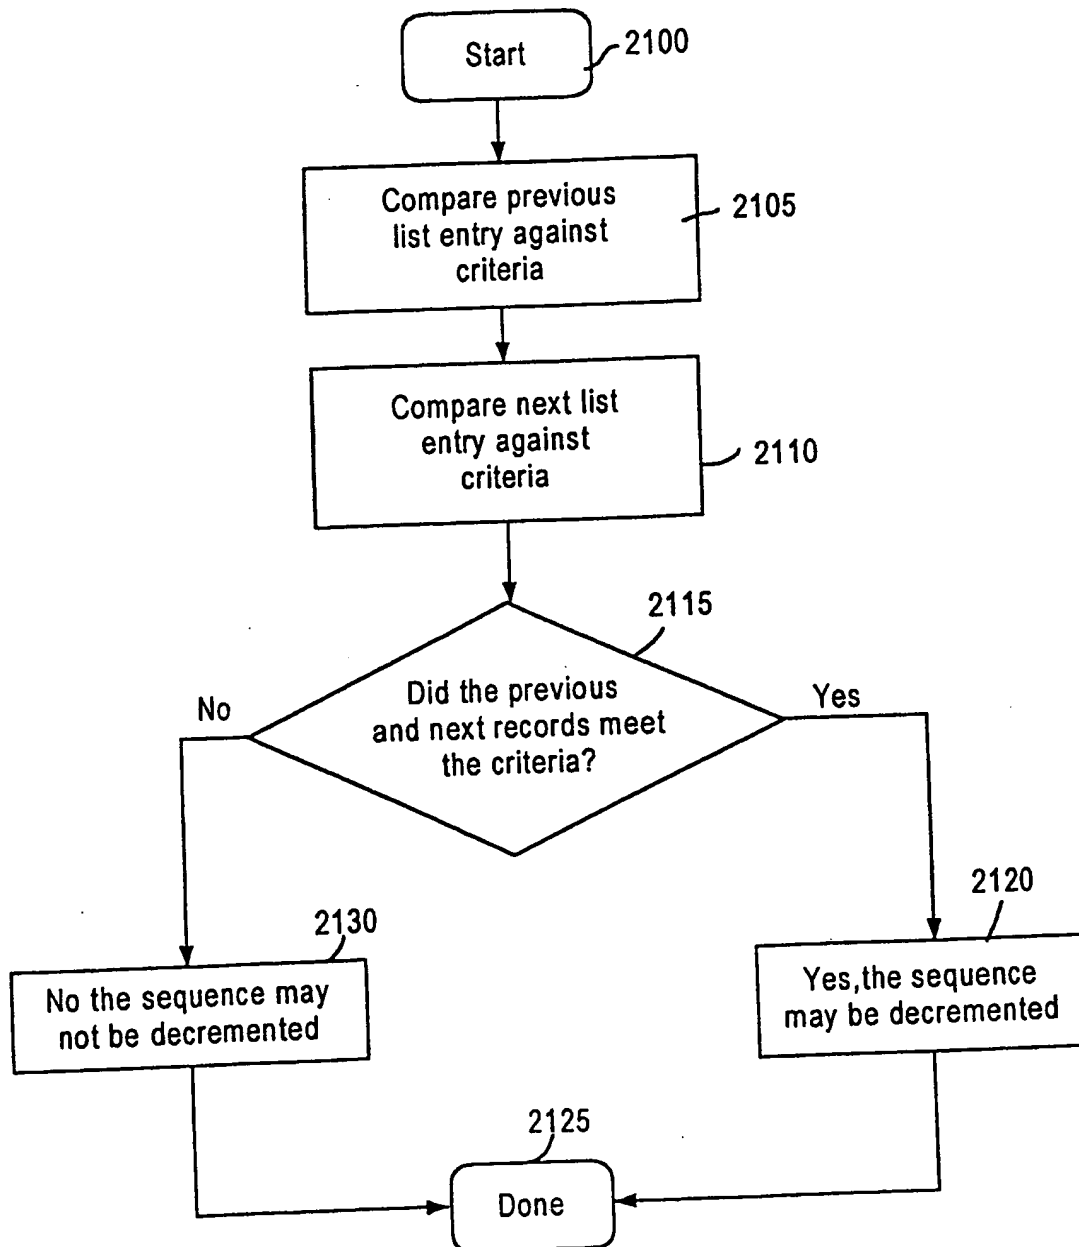 Start
2100
Compare previous
list entry against
criteria
2105
Compare next list
entry against
criteria
2110
2115
Did the previous
and next records meet
the criteria?
No
Yes
2130
No the sequence may
not be decremented
2120
Yes,the sequence
may be decremented
2125
Done